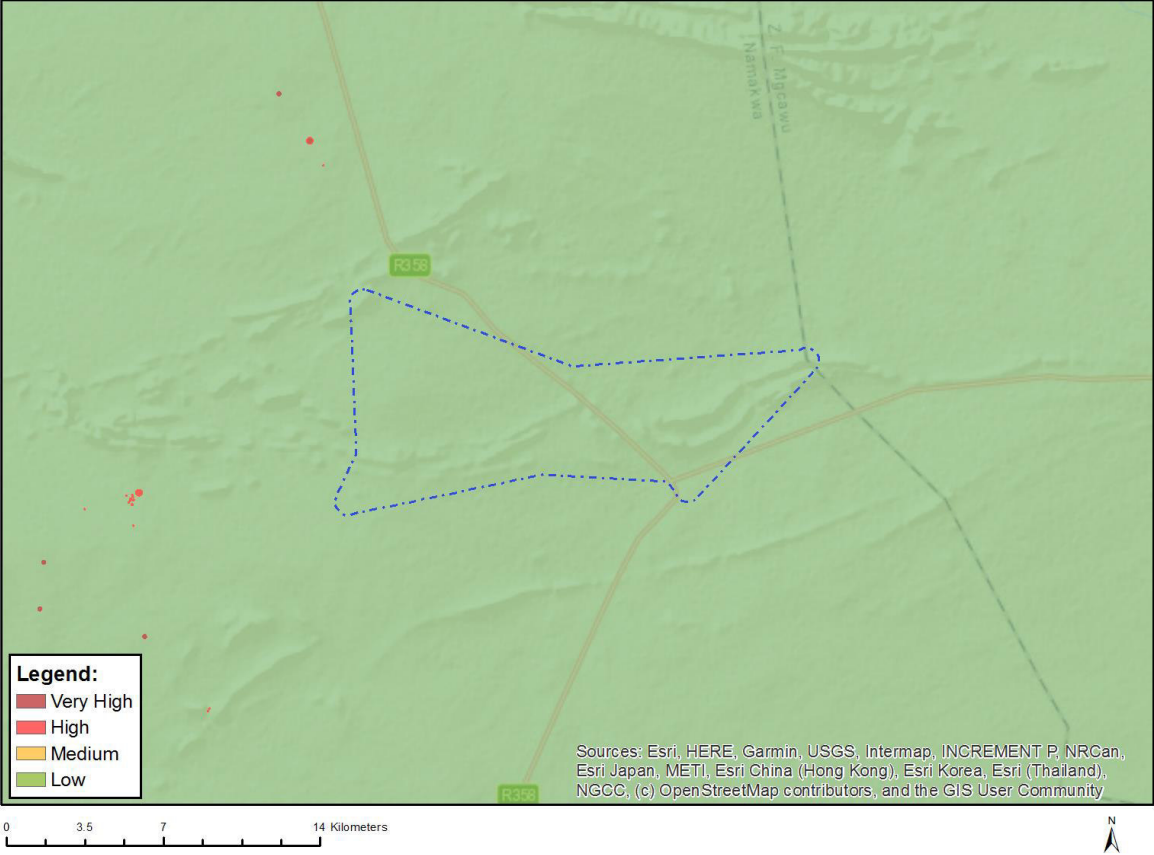 Z F Mgcawu
Namakwa
R358
Legend:
Very High
High
Medium
Low
Sources: Esri, HERE, Garmin, USGS, Intermap, INCREMENT P, NRCan,
Esri Japan, METI, Esri China (Hong Kong), Esri Korea, Esri (Thailand),
NGCC, (c) OpenStreetMap contributors, and the GIS User Community
R358
0 3.5 7 14 Kilometers
N